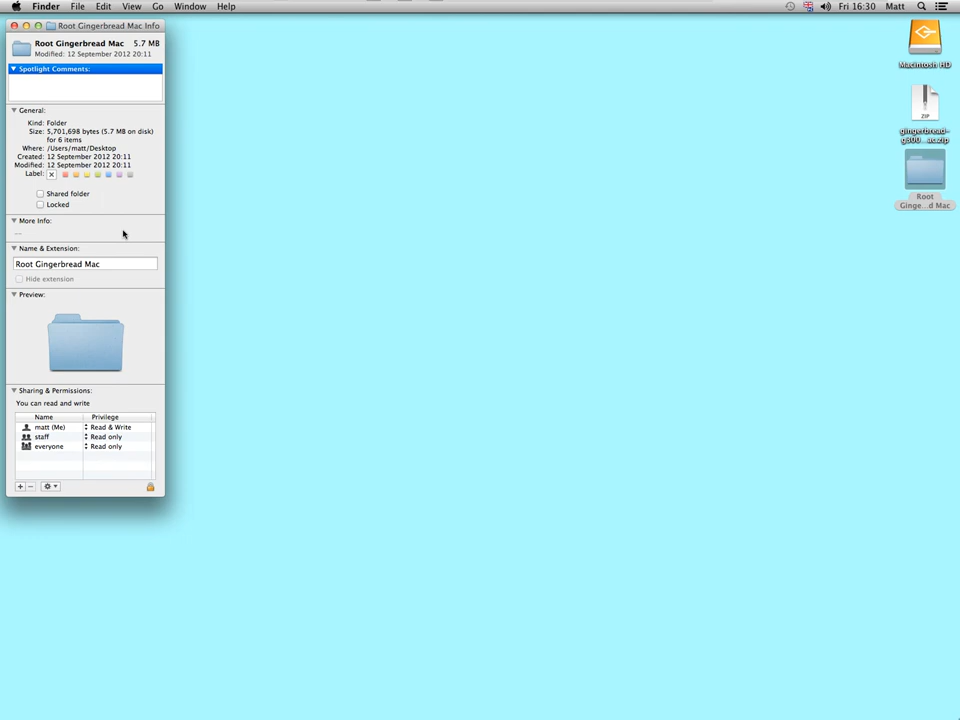 Finder File Edit View Go Window Help Fri 16:30 Matt
Root Gingerbread Mac Info
Root Gingerbread Mac 5.7 MB
Modified: 12 September 2012 20:11
Spotlight Comments:
General:
Kind: Folder
Size: 5,701,698 bytes (5.7 MB on disk)
for 6 items
Where: /Users/matt/Desktop
Created: 12 September 2012 20:11
Modified: 12 September 2012 20:11
Label:
Shared folder
Locked
More Info:
--
Name & Extension:
Root Gingerbread Mac
Hide extension
Preview:
Sharing & Permissions:
You can read and write
Name Privilege
matt (Me) Read & Write
staff Read only
everyone Read only
Macintosh HD
ZIP
gingerbread-
g300...ac.zip
Root
Ginge...d Mac